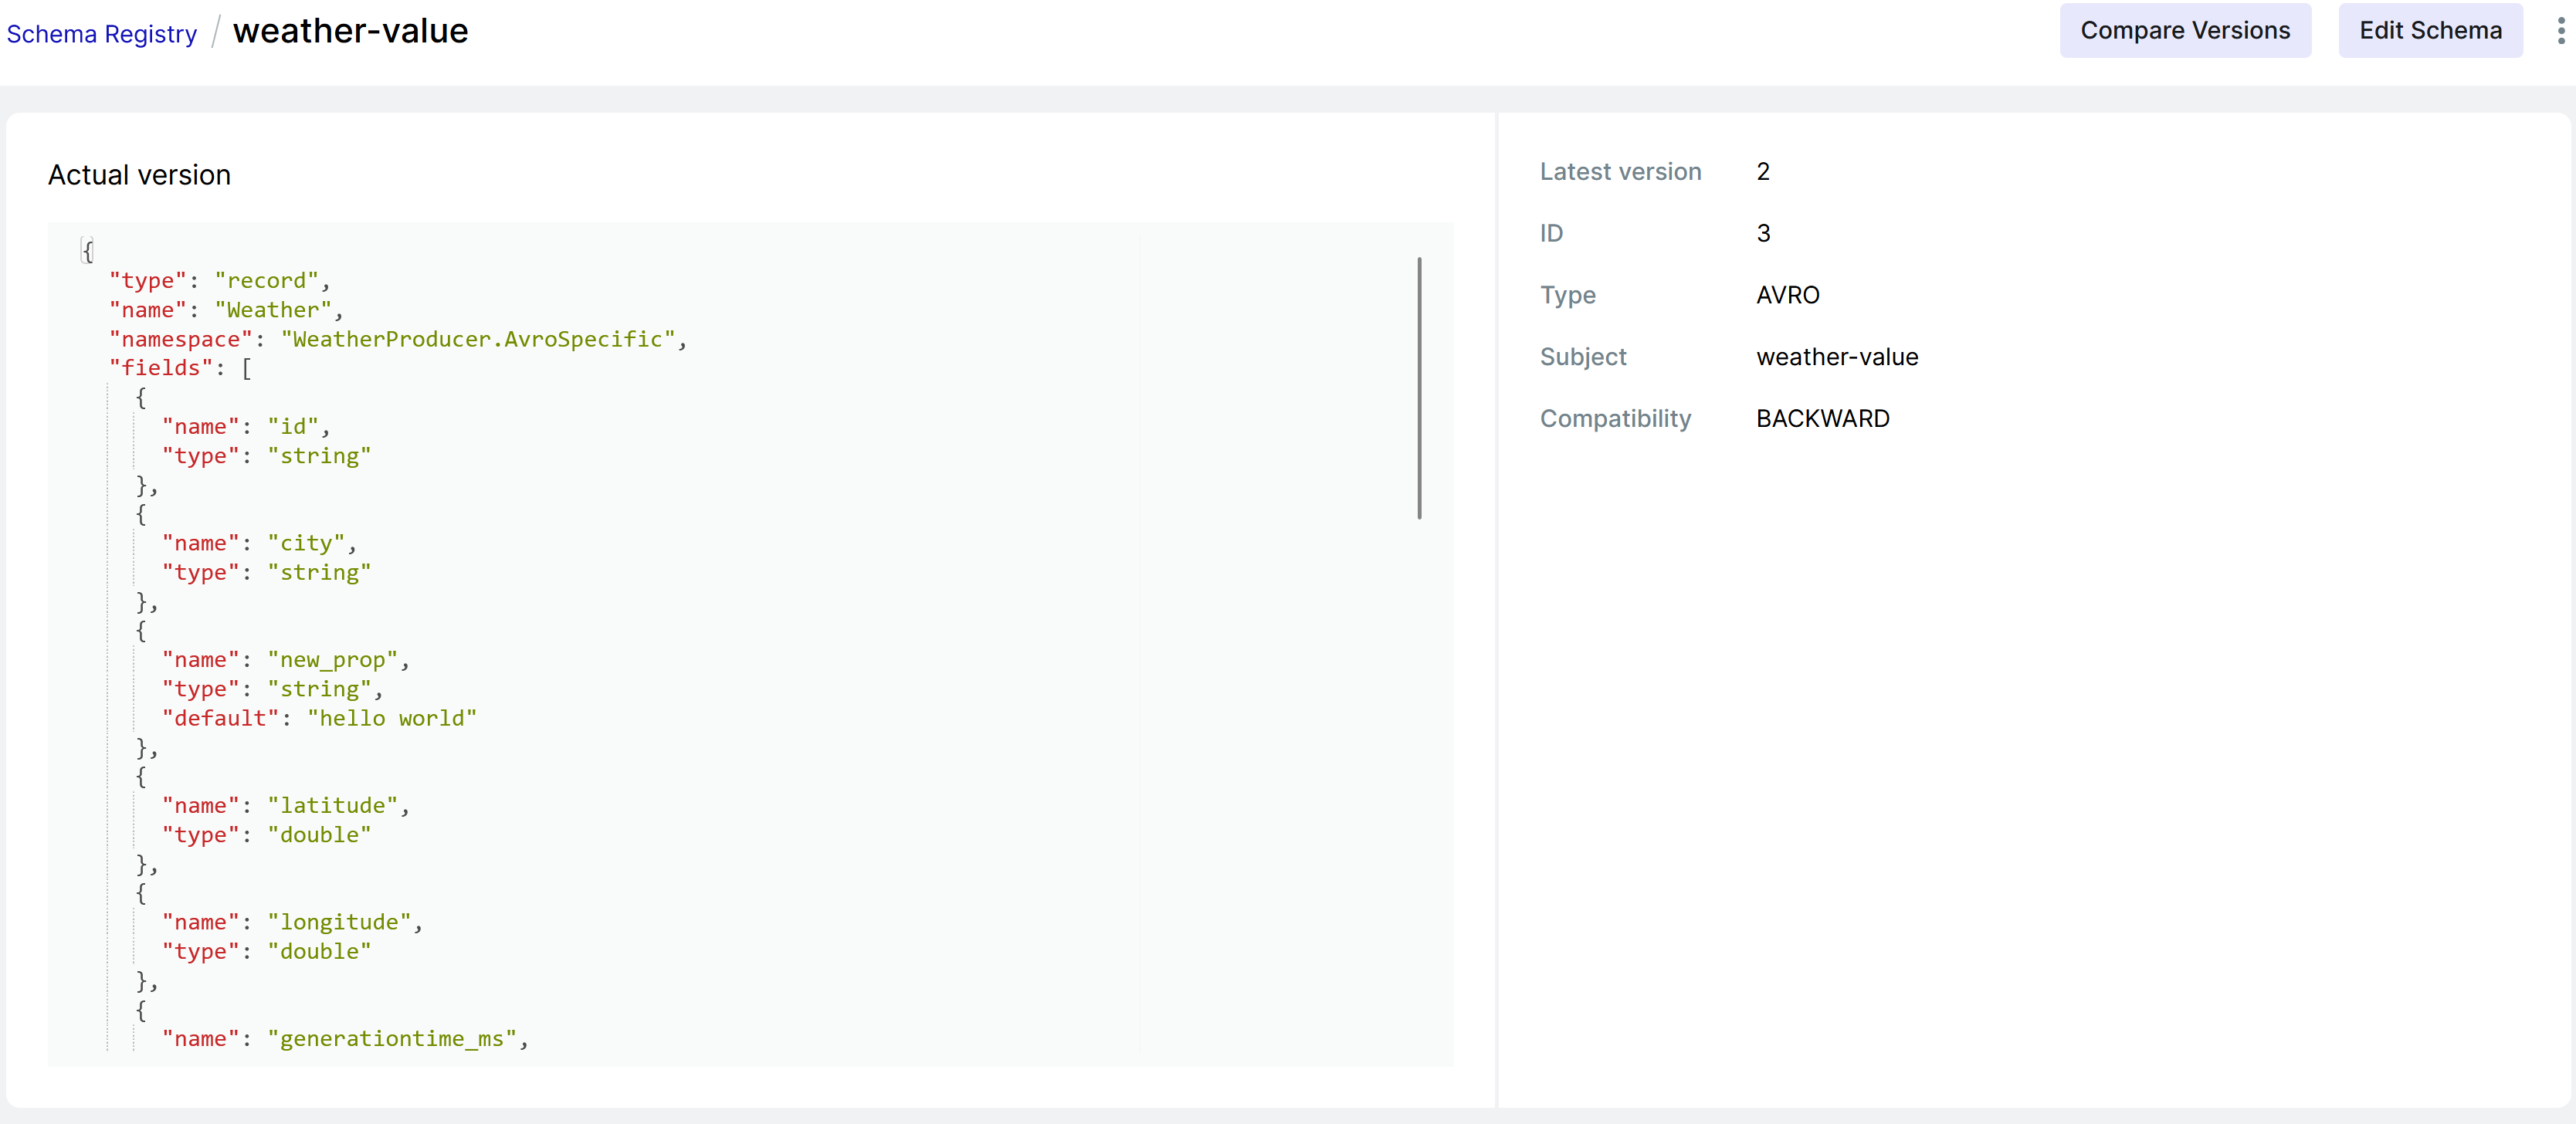 Schema Registry / weather-value
Compare Versions
Edit Schema
Actual version
{
"type": "record",
"name": "Weather",
"namespace": "WeatherProducer.AvroSpecific",
"fields": [
{
"name": "id",
"type": "string"
},
{
"name": "city",
"type": "string"
},
{
"name": "new_prop",
"type": "string",
"default": "hello world"
},
{
"name": "latitude",
"type": "double"
},
{
"name": "longitude",
"type": "double"
},
{
"name": "generationtime_ms",
Latest version 2
ID 3
Type AVRO
Subject weather-value
Compatibility BACKWARD